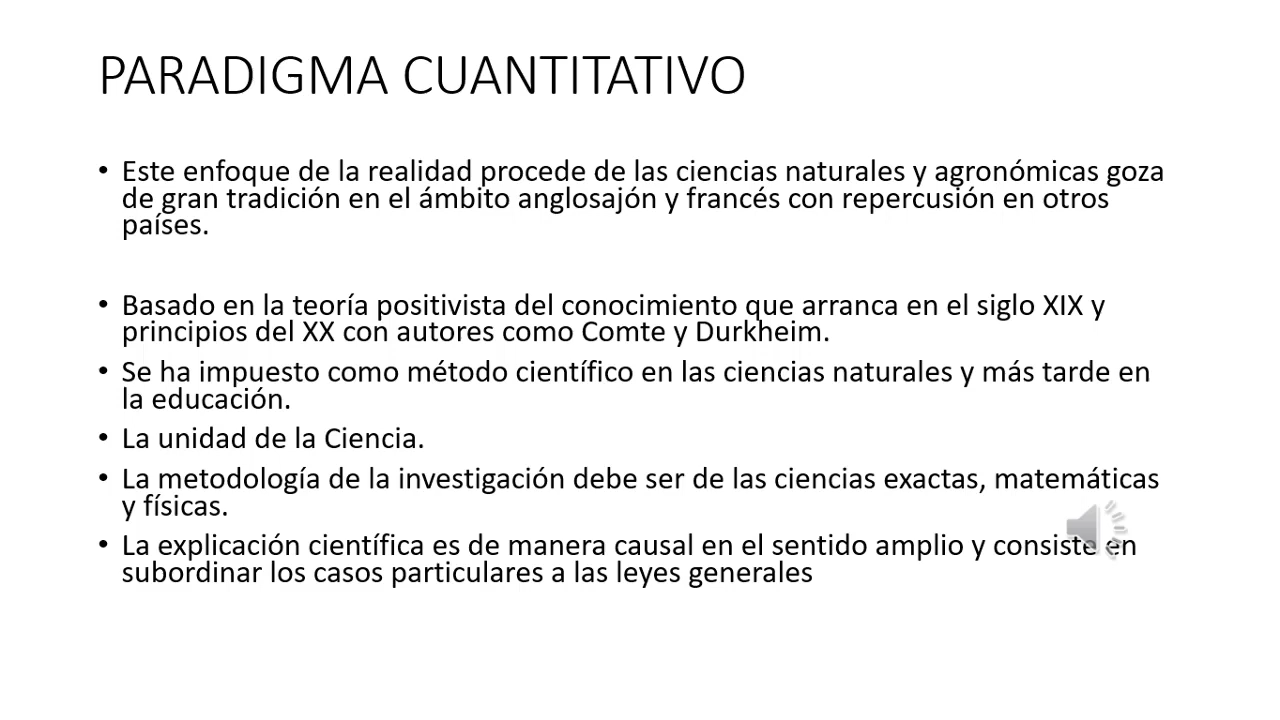 PARADIGMA CUANTITATIVO
• Este enfoque de la realidad procede de las ciencias naturales y agronómicas goza
de gran tradición en el ámbito anglosajón y francés con repercusión en otros
países.
• Basado en la teoría positivista del conocimiento que arranca en el siglo XIX y
principios del XX con autores como Comte y Durkheim.
• Se ha impuesto como método científico en las ciencias naturales y más tarde en
la educación.
• La unidad de la Ciencia.
• La metodología de la investigación debe ser de las ciencias exactas, matemáticas
y físicas.
• La explicación científica es de manera causal en el sentido amplio y consiste en
subordinar los casos particulares a las leyes generales